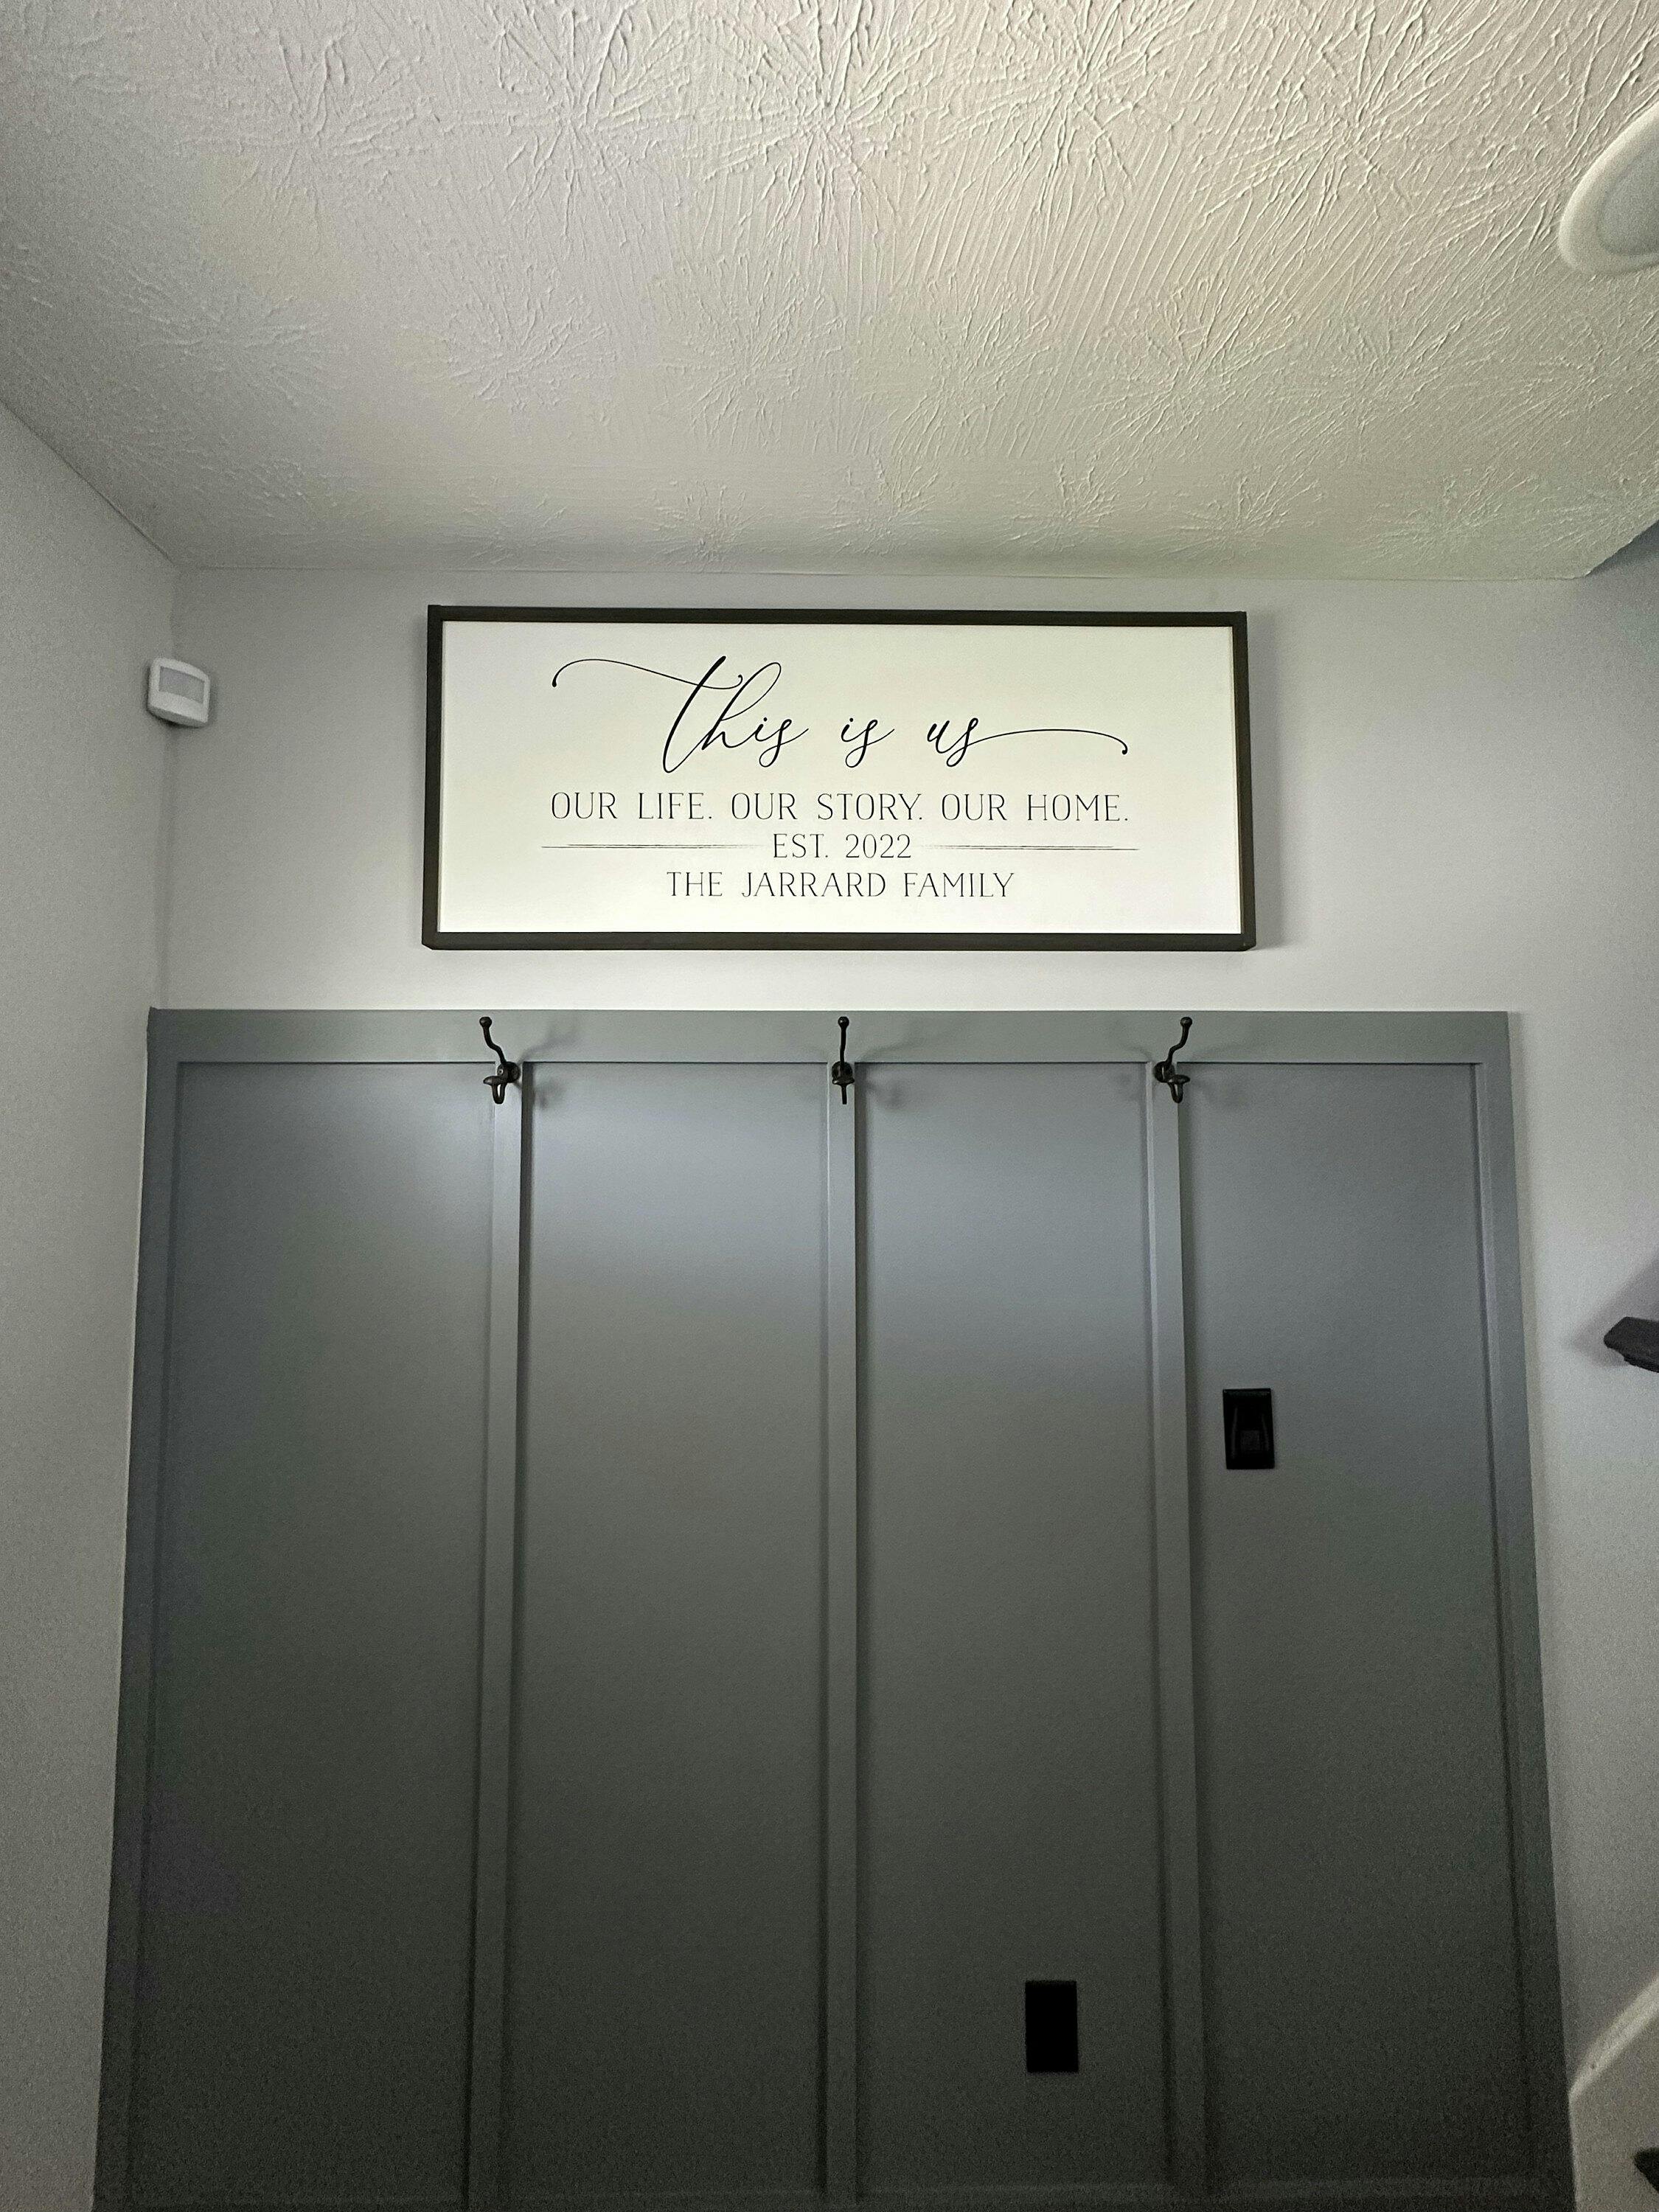 this is us
OUR LIFE. OUR STORY. OUR HOME.
EST. 2022
THE JARRARD FAMILY